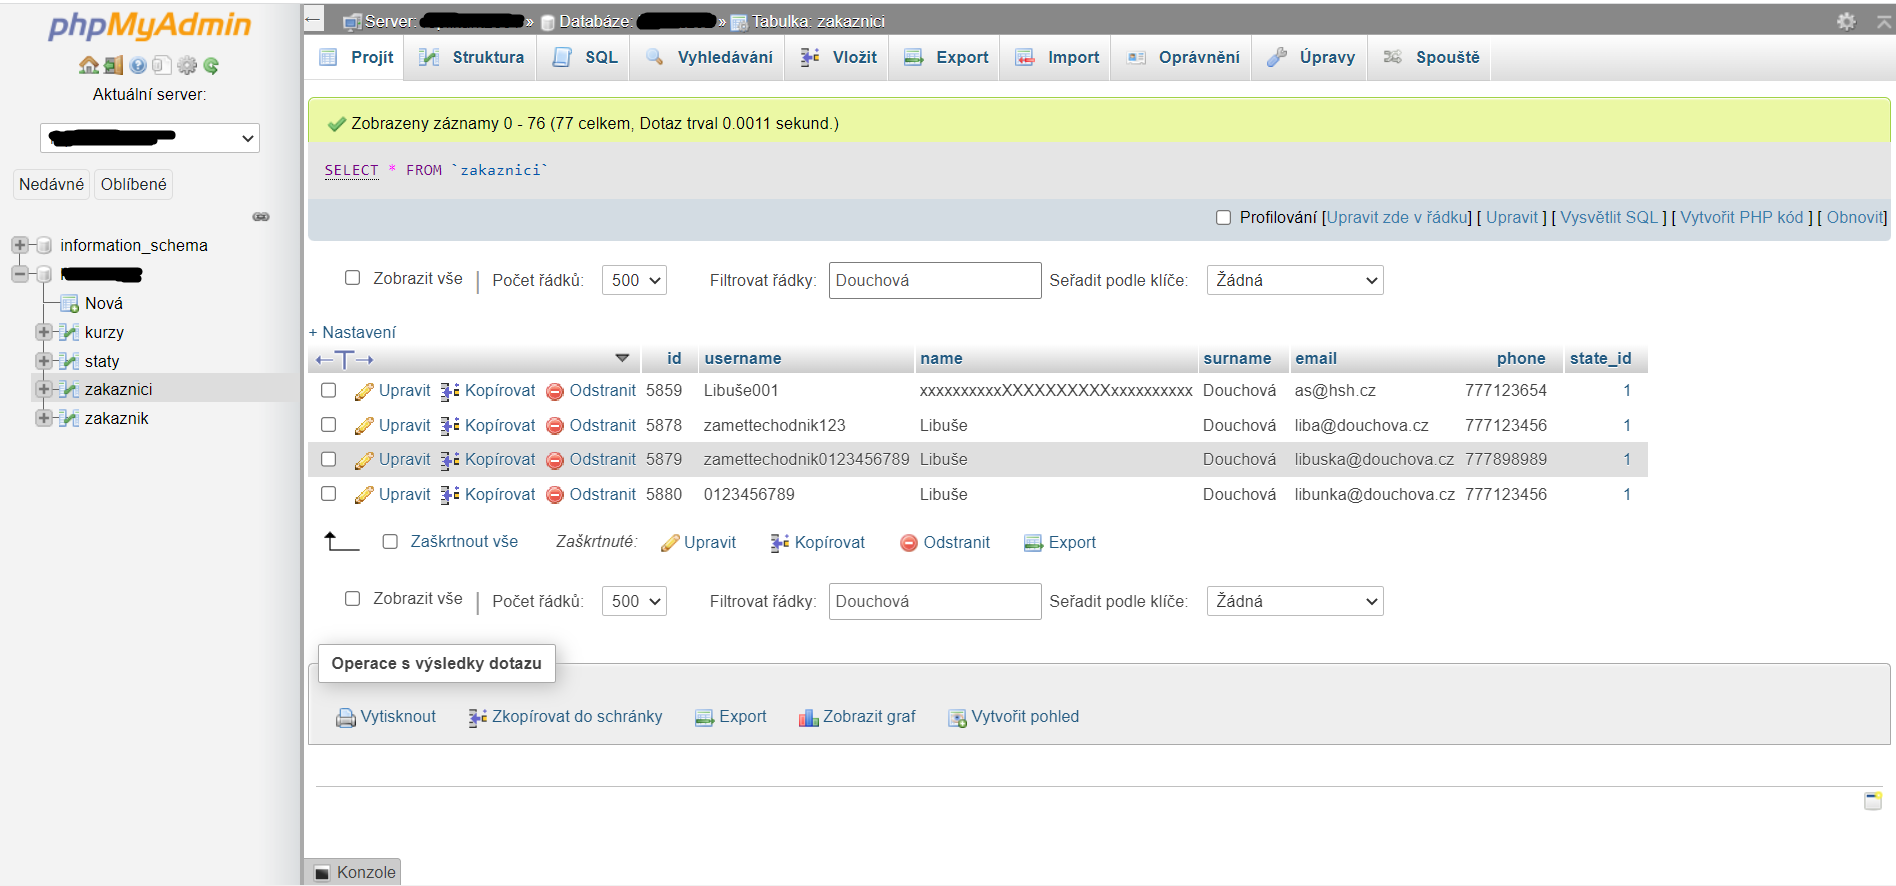 phpMyAdmin
Aktuální server:
Nedávné Oblíbené
information_schema
Nová
kurzy
staty
zakaznici
zakaznik
Server: » Databáze: » Tabulka: zakaznici
Projít Struktura SQL Vyhledávání Vložit Export Import Oprávnění Úpravy Spouště
Zobrazeny záznamy 0 - 76 (77 celkem, Dotaz trval 0.0011 sekund.)
SELECT * FROM `zakaznici`
Profilování [Upravit zde v řádku] [ Upravit ] [ Vysvětlit SQL ] [ Vytvořit PHP kód ] [ Obnovit]
Zobrazit vše | Počet řádků: 500 Filtrovat řádky: Douchová Seřadit podle klíče: Žádná
+ Nastavení
←T→ id username name surname email phone state_id
Upravit Kopírovat Odstranit 5859 Libuše001 xxxxxxxxxxXXXXXXXXXXxxxxxxxxxx Douchová as@hsh.cz 777123654 1
Upravit Kopírovat Odstranit 5878 zamettechodnik123 Libuše Douchová liba@douchova.cz 777123456 1
Upravit Kopírovat Odstranit 5879 zamettechodnik0123456789 Libuše Douchová libuska@douchova.cz 777898989 1
Upravit Kopírovat Odstranit 5880 0123456789 Libuše Douchová libunka@douchova.cz 777123456 1
Zaškrtnout vše Zaškrtnuté: Upravit Kopírovat Odstranit Export
Zobrazit vše | Počet řádků: 500 Filtrovat řádky: Douchová Seřadit podle klíče: Žádná
Operace s výsledky dotazu
Vytisknout Zkopírovat do schránky Export Zobrazit graf Vytvořit pohled
Konzole